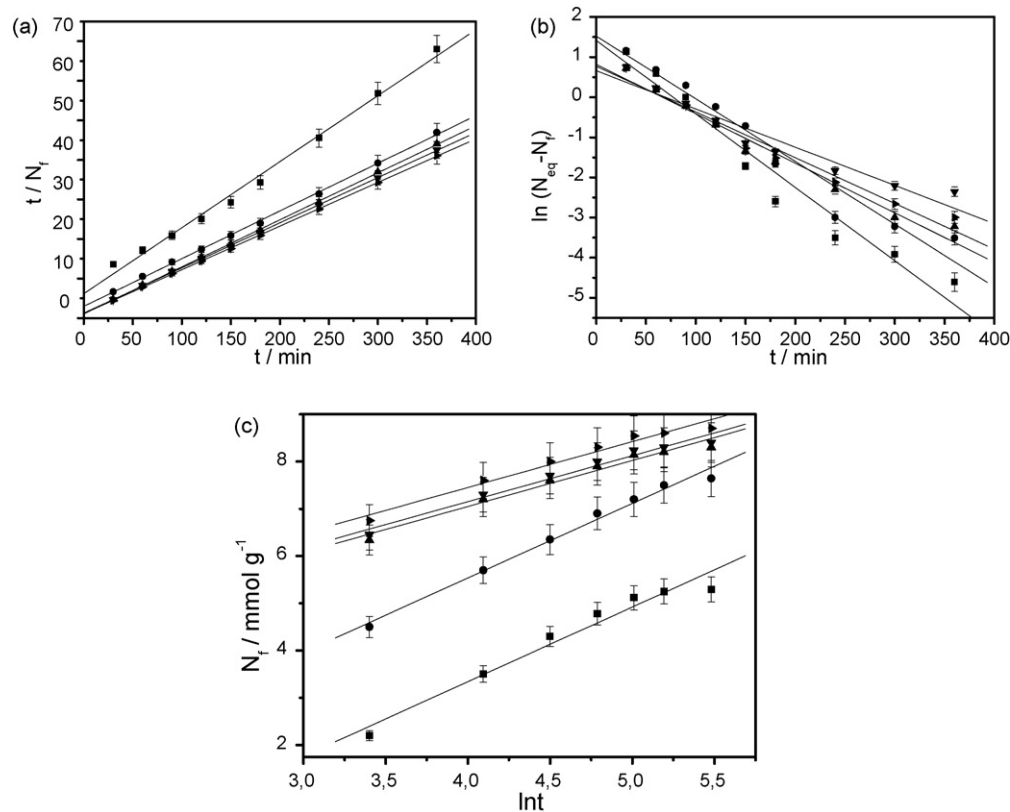 (a)
t / N_f
70
60
50
40
30
20
10
0
0 50 100 150 200 250 300 350 400
t / min
(b)
ln (N_eq-N_f)
2
1
0
-1
-2
-3
-4
-5
0 50 100 150 200 250 300 350 400
t / min
(c)
N_f / mmol g^-1
8
6
4
2
3,0 3,5 4,0 4,5 5,0 5,5
lnt